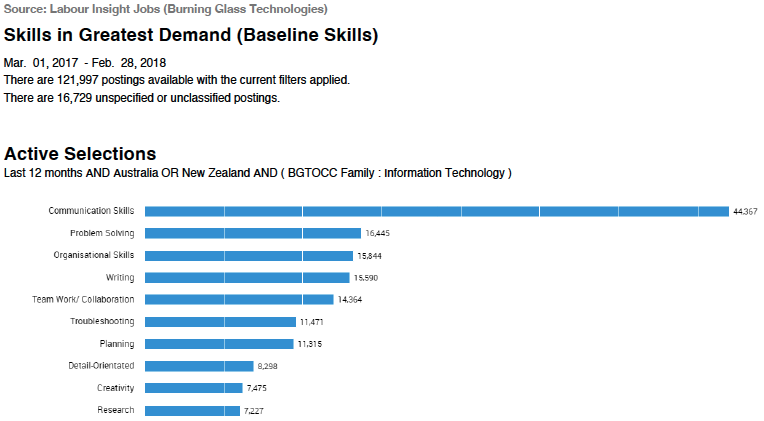 Source: Labour Insight Jobs (Burning Glass Technologies)
Skills in Greatest Demand (Baseline Skills)
Mar. 01, 2017 - Feb. 28, 2018
There are 121,997 postings available with the current filters applied.
There are 16,729 unspecified or unclassified postings.
Active Selections
Last 12 months AND Australia OR New Zealand AND ( BGTOCC Family : Information Technology )
Communication Skills 44,367
Problem Solving 16,445
Organisational Skills 15,844
Writing 15,590
Team Work/ Collaboration 14,364
Troubleshooting 11,471
Planning 11,315
Detail-Orientated 8,298
Creativity 7,475
Research 7,227